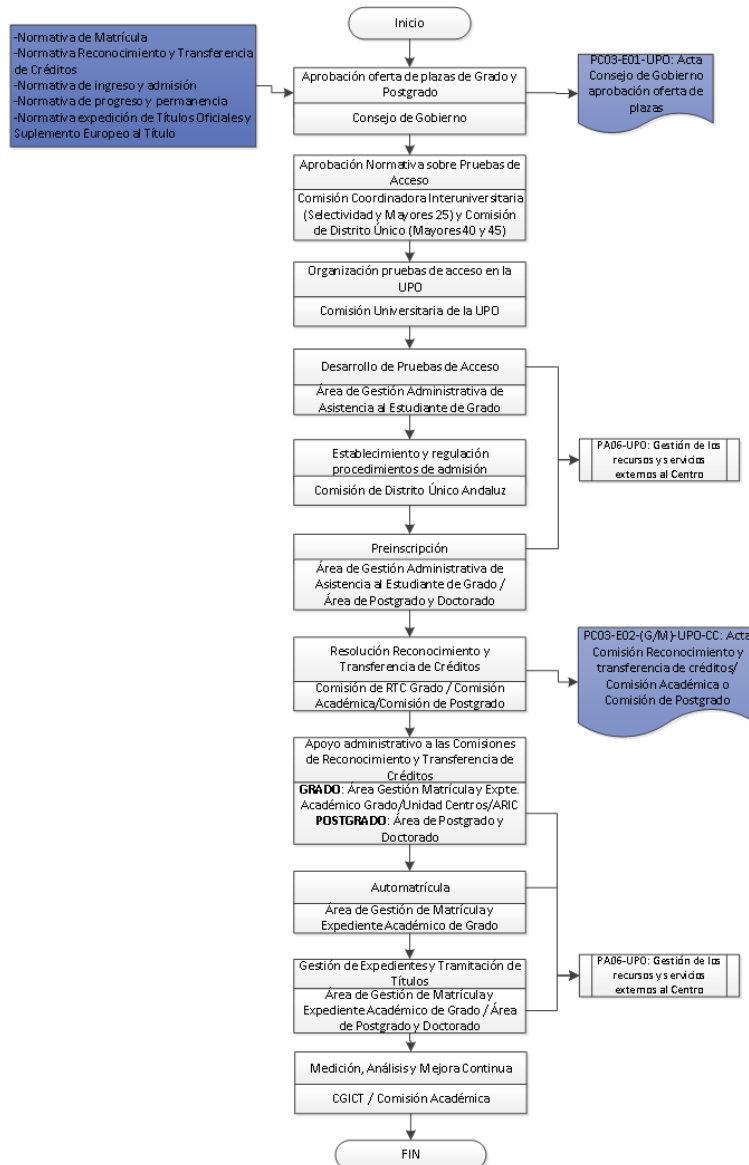 Inicio
-Normativa de Matrícula
-Normativa Reconocimiento y Transferencia
de Créditos
-Normativa de ingreso y admisión
-Normativa de progreso y permanencia
-Normativa expedición de Títulos Oficiales y
Suplemento Europeo al Título
Aprobación oferta de plazas de Grado y
Postgrado
Consejo de Gobierno
PC03-E01-UPO: Acta
Consejo de Gobierno
aprobación oferta de
plazas
Aprobación Normativa sobre Pruebas de
Acceso
Comisión Coordinadora Interuniversitaria
(Selectividad y Mayores 25) y Comisión
de Distrito Único (Mayores 40 y 45)
Organización pruebas de acceso en la
UPO
Comisión Universitaria de la UPO
Desarrollo de Pruebas de Acceso
Área de Gestión Administrativa de
Asistencia al Estudiante de Grado
Establecimiento y regulación
procedimientos de admisión
Comisión de Distrito Único Andaluz
PA06-UPO: Gestión de los
recursos y servicios
externos al Centro
Preinscripción
Área de Gestión Administrativa de
Asistencia al Estudiante de Grado /
Área de Postgrado y Doctorado
Resolución Reconocimiento y
Transferencia de Créditos
Comisión de RTC Grado / Comisión
Académica/Comisión de Postgrado
PC03-E02-(G/M)-UPO-CC: Acta
Comisión Reconocimiento y
transferencia de créditos/
Comisión Académica o
Comisión de Postgrado
Apoyo administrativo a las Comisiones
de Reconocimiento y Transferencia de
Créditos
GRADO: Área Gestión Matrícula y Expte.
Académico Grado/Unidad Centros/ARIC
POSTGRADO: Área de Postgrado y
Doctorado
Automatrícula
Área de Gestión de Matrícula y
Expediente Académico de Grado
Gestión de Expedientes y Tramitación de
Títulos
Área de Gestión de Matrícula y
Expediente Académico de Grado / Área
de Postgrado y Doctorado
PA06-UPO: Gestión de los
recursos y servicios
externos al Centro
Medición, Análisis y Mejora Continua
CGICT / Comisión Académica
FIN